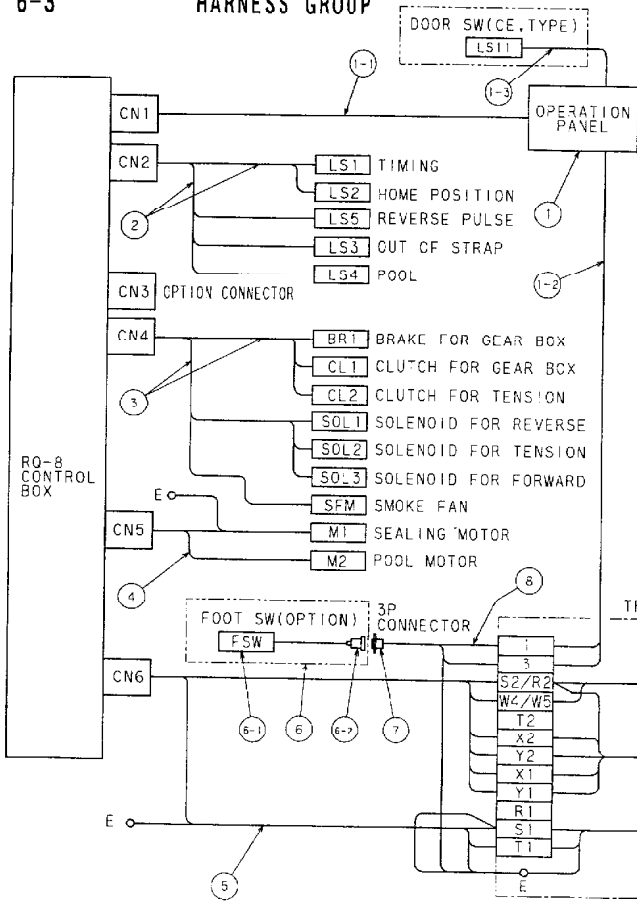 6-3 HARNESS GROUP
DOOR SW(CE,TYPE)
LS11
1-1
1-3
CN1
OPERATION
PANEL
1
CN2
LS1 TIMING
LS2 HOME POSITION
LS5 REVERSE PULSE
LS3 OUT OF STRAP
LS4 POOL
2
1-2
CN3 OPTION CONNECTOR
CN4
BR1 BRAKE FOR GEAR BOX
CL1 CLUTCH FOR GEAR BOX
CL2 CLUTCH FOR TENSION
3
SOL1 SOLENOID FOR REVERSE
SOL2 SOLENOID FOR TENSION
SOL3 SOLENOID FOR FORWARD
RQ-8
CONTROL
BOX
E
SFM SMOKE FAN
CN5
M1 SEALING MOTOR
M2 POOL MOTOR
4
8
FOOT SW(OPTION)
3P
CONNECTOR
FSW
6-1
6
6-2
7
CN6
1
3
S2/R2
W4/W5
T2
X2
Y2
X1
Y1
R1
S1
T1
E
E
5